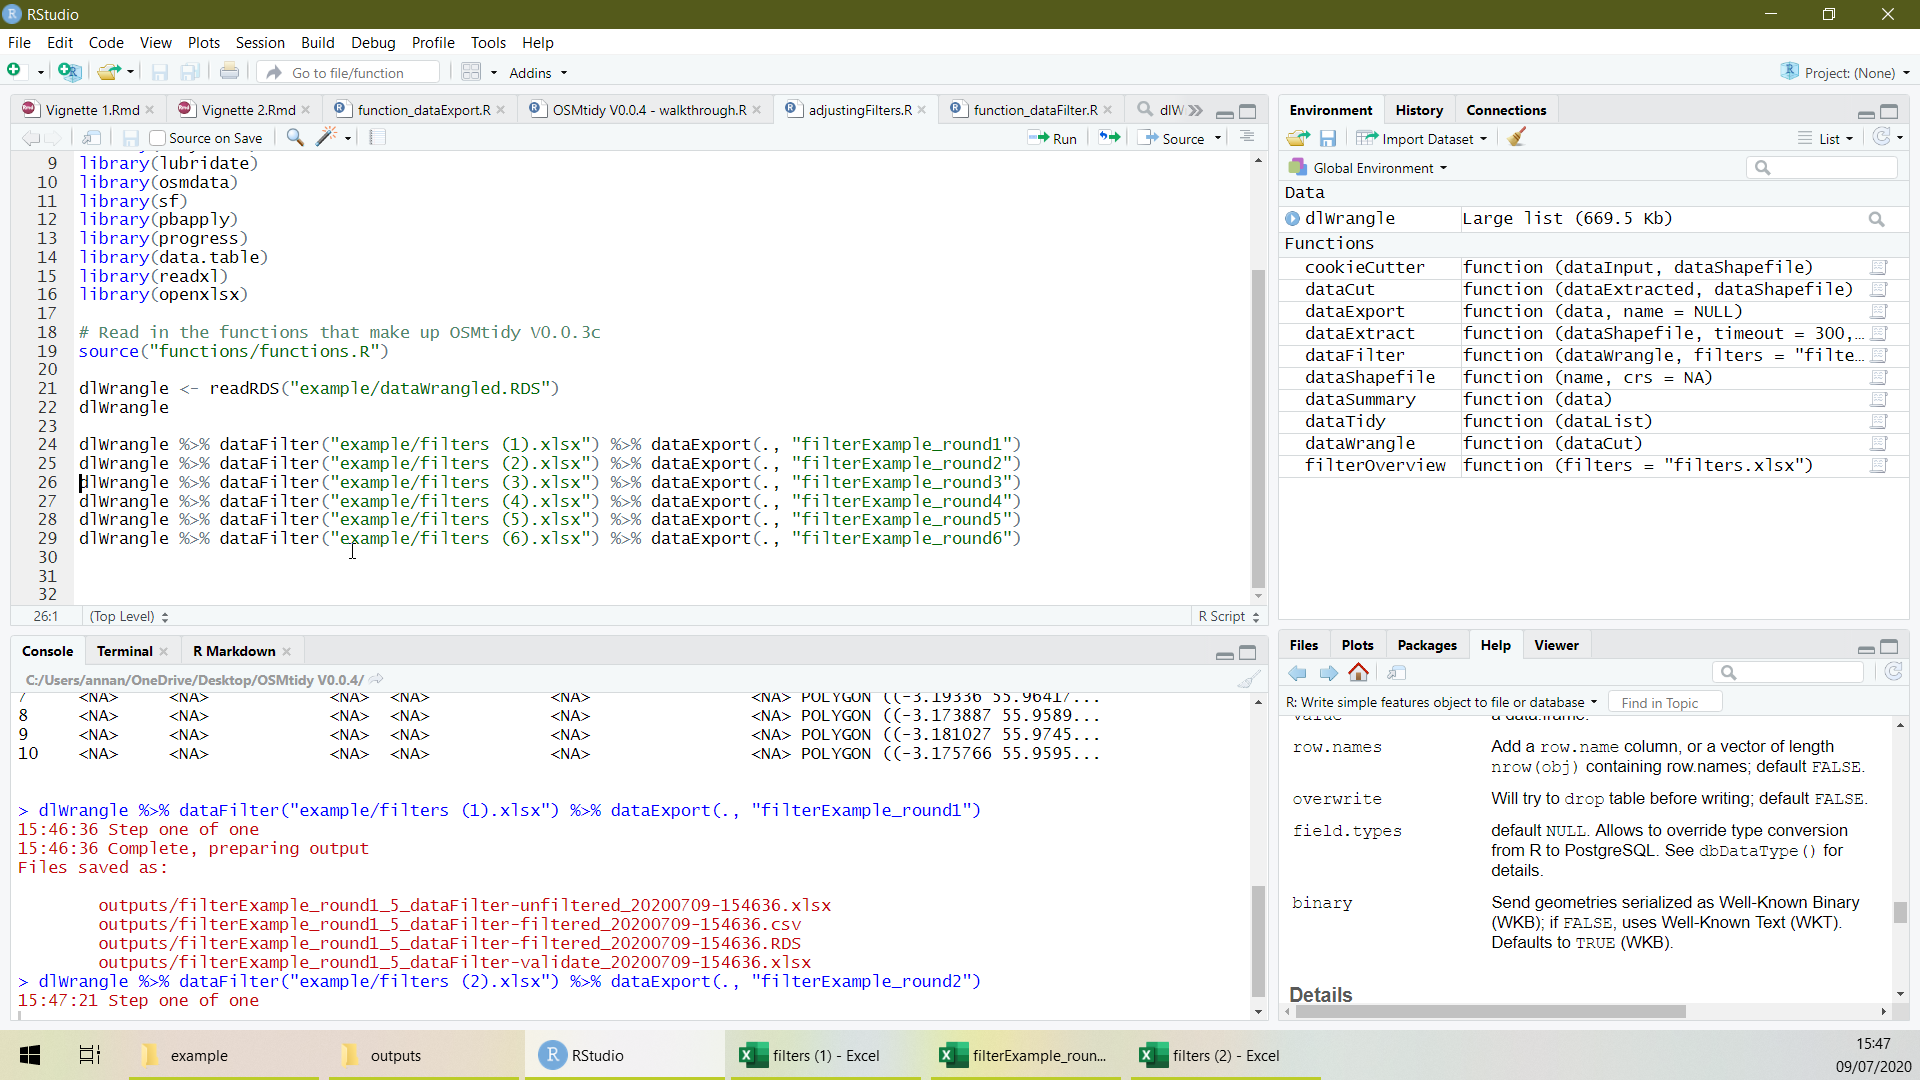 RStudio
File Edit Code View Plots Session Build Debug Profile Tools Help
Go to file/function Addins Project: (None)
Vignette 1.Rmd Vignette 2.Rmd function_dataExport.R OSMtidy V0.0.4 - walkthrough.R adjustingFilters.R function_dataFilter.R dlW
Source on Save Run Source
9 library(lubridate)
10 library(osmdata)
11 library(sf)
12 library(pbapply)
13 library(progress)
14 library(data.table)
15 library(readxl)
16 library(openxlsx)
17
18 # Read in the functions that make up OSMtidy V0.0.3c
19 source("functions/functions.R")
20
21 dlWrangle <- readRDS("example/dataWrangled.RDS")
22 dlWrangle
23
24 dlWrangle %>% dataFilter("example/filters (1).xlsx") %>% dataExport(., "filterExample_round1")
25 dlWrangle %>% dataFilter("example/filters (2).xlsx") %>% dataExport(., "filterExample_round2")
26 dlWrangle %>% dataFilter("example/filters (3).xlsx") %>% dataExport(., "filterExample_round3")
27 dlWrangle %>% dataFilter("example/filters (4).xlsx") %>% dataExport(., "filterExample_round4")
28 dlWrangle %>% dataFilter("example/filters (5).xlsx") %>% dataExport(., "filterExample_round5")
29 dlWrangle %>% dataFilter("example/filters (6).xlsx") %>% dataExport(., "filterExample_round6")
30
31
32
26:1 (Top Level) R Script
Console Terminal R Markdown
C:/Users/annan/OneDrive/Desktop/OSMtidy V0.0.4/
7 <NA> <NA> <NA> <NA> <NA> <NA> POLYGON ((-3.19336 55.96417...
8 <NA> <NA> <NA> <NA> <NA> <NA> POLYGON ((-3.173887 55.9589...
9 <NA> <NA> <NA> <NA> <NA> <NA> POLYGON ((-3.181027 55.9745...
10 <NA> <NA> <NA> <NA> <NA> <NA> POLYGON ((-3.175766 55.9595...
> dlWrangle %>% dataFilter("example/filters (1).xlsx") %>% dataExport(., "filterExample_round1")
15:46:36 Step one of one
15:46:36 Complete, preparing output
Files saved as:
outputs/filterExample_round1_5_dataFilter-unfiltered_20200709-154636.xlsx
outputs/filterExample_round1_5_dataFilter-filtered_20200709-154636.csv
outputs/filterExample_round1_5_dataFilter-filtered_20200709-154636.RDS
outputs/filterExample_round1_5_dataFilter-validate_20200709-154636.xlsx
> dlWrangle %>% dataFilter("example/filters (2).xlsx") %>% dataExport(., "filterExample_round2")
15:47:21 Step one of one
Environment History Connections
Import Dataset List
Global Environment
Data
dlWrangle Large list (669.5 Kb)
Functions
cookieCutter function (dataInput, dataShapefile)
dataCut function (dataExtracted, dataShapefile)
dataExport function (data, name = NULL)
dataExtract function (dataShapefile, timeout = 300,...
dataFilter function (dataWrangle, filters = "filte...
dataShapefile function (name, crs = NA)
dataSummary function (data)
dataTidy function (dataList)
dataWrangle function (dataCut)
filterOverview function (filters = "filters.xlsx")
Files Plots Packages Help Viewer
R: Write simple features object to file or database Find in Topic
value a data.frame.
row.names Add a row.name column, or a vector of length
nrow(obj) containing row.names; default FALSE.
overwrite Will try to drop table before writing; default FALSE.
field.types default NULL. Allows to override type conversion
from R to PostgreSQL. See dbDataType() for
details.
binary Send geometries serialized as Well-Known Binary
(WKB); if FALSE, uses Well-Known Text (WKT).
Defaults to TRUE (WKB).
Details
example outputs RStudio filters (1) - Excel filterExample_roun... filters (2) - Excel
15:47
09/07/2020